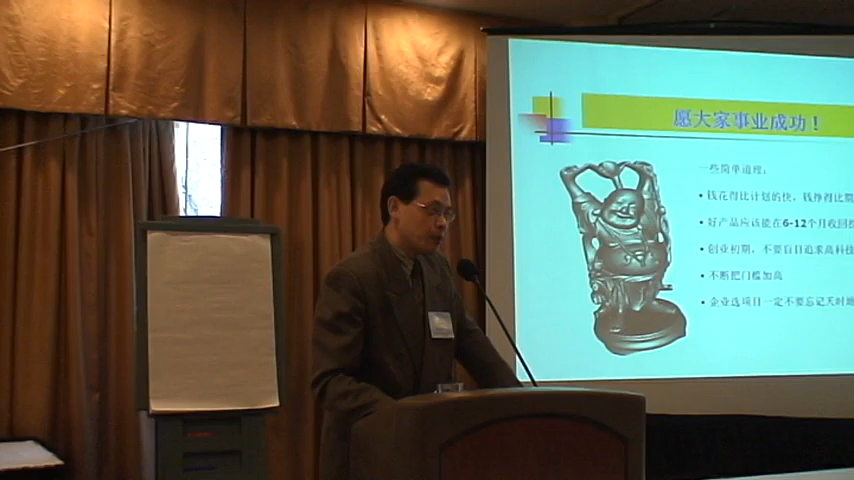 愿大家事业成功！
一些简单道理：
• 钱花得比计划的快，钱挣得比期
• 好产品应该能在6-12个月收回
• 创业初期，不要盲目追求高科技
• 不断把门槛加高
• 企业选项目一定不要忘记天时